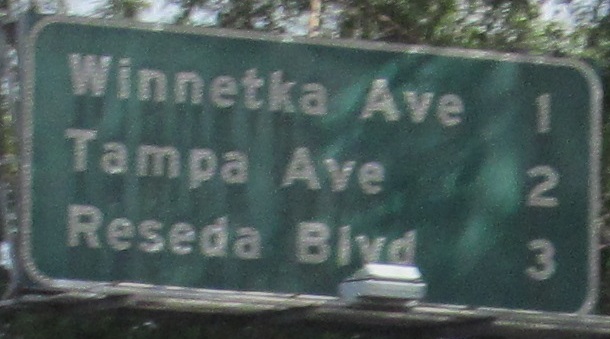 Winnetka Ave 1
Tampa Ave 2
Reseda Blvd 3